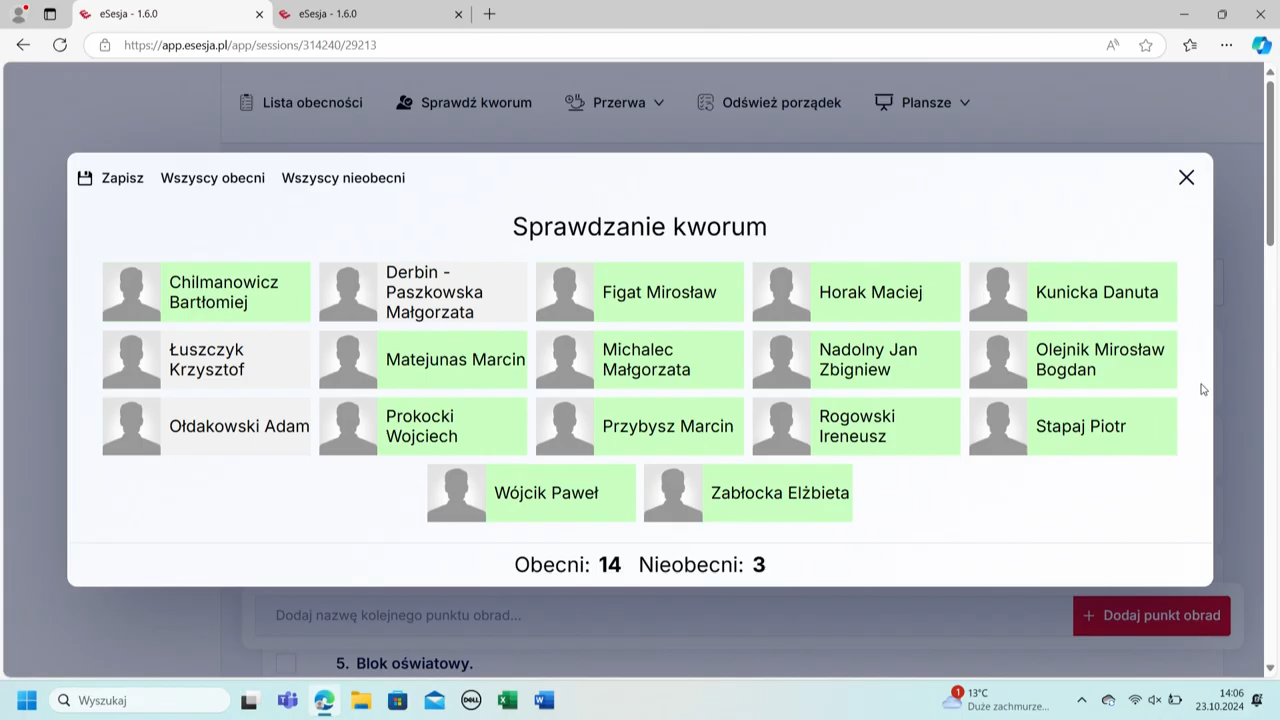 eSesja - 1.6.0
eSesja - 1.6.0
https://app.esesja.pl/app/sessions/314240/29213
Lista obecności
Sprawdź kworum
Przerwa
Odśwież porządek
Plansze
Zapisz
Wszyscy obecni
Wszyscy nieobecni
Sprawdzanie kworum
Chilmanowicz
Bartłomiej
Derbin -
Paszkowska
Małgorzata
Figat Mirosław
Horak Maciej
Kunicka Danuta
Łuszczyk
Krzysztof
Matejunas Marcin
Michalec
Małgorzata
Nadolny Jan
Zbigniew
Olejnik Mirosław
Bogdan
Ołdakowski Adam
Prokocki
Wojciech
Przybysz Marcin
Rogowski
Ireneusz
Stapaj Piotr
Wójcik Paweł
Zabłocka Elżbieta
Obecni: 14 Nieobecni: 3
Dodaj nazwę kolejnego punktu obrad...
+ Dodaj punkt obrad
5. Blok oświatowy.
Wyszukaj
DELL
1
13°C
Duże zachmurze...
14:06
23.10.2024